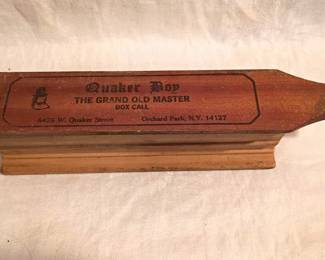 Quaker Boy
THE GRAND OLD MASTER
BOX CALL
W. Quaker Street Orchard Park, N.Y. 14127